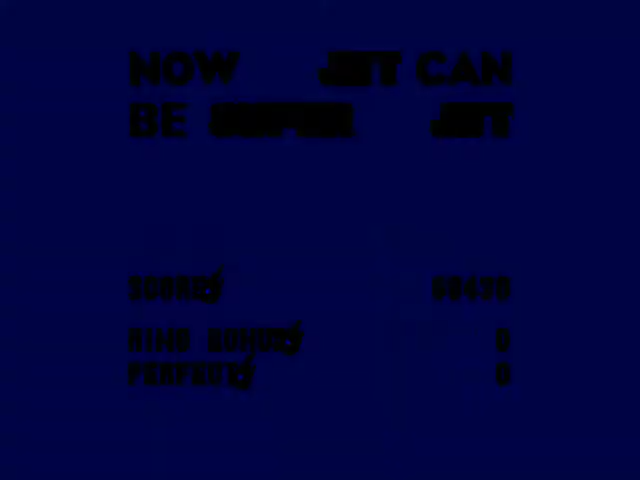 NOW JET CAN
BE SUPER JET
SCORE
RING BONUS 0
PERFECT 0